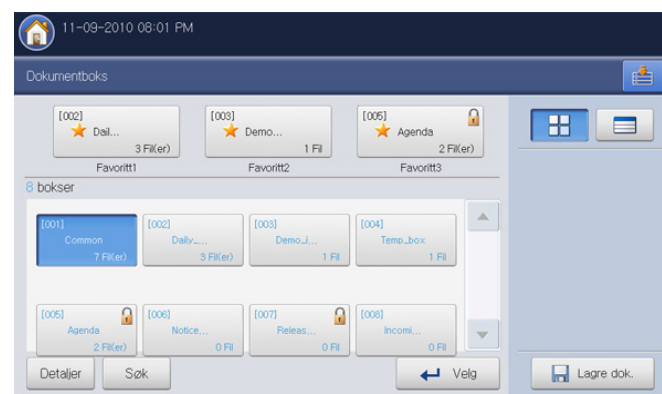 11-09-2010 08:01 PM
Dokumentboks
[002] [003] [005]
Dail... Demo... Agenda
3 Fil(er) 1 Fil 2 Fil(er)
Favoritt1 Favoritt2 Favoritt3
8 bokser
[001] [002] [003] [004]
Common Daily_... Demo_i... Temp_box
7 Fil(er) 3 Fil(er) 1 Fil 1 Fil
[005] [006] [007] [008]
Agenda Notice... Releas... Incomi...
2 Fil(er) 0 Fil 0 Fil 0 Fil
Detaljer Søk Velg Lagre dok.